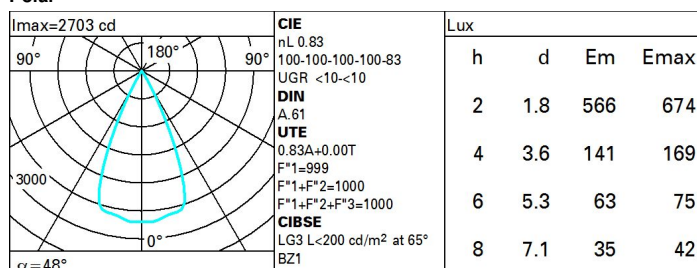 Imax=2703 cd
90°
180°
90°
3000
0°
α=48°
CIE
nL 0.83
100-100-100-100-83
UGR <10-<10
DIN
A.61
UTE
0.83A+0.00T
F"1=999
F"1+F"2=1000
F"1+F"2+F"3=1000
CIBSE
LG3 L<200 cd/m² at 65°
BZ1
Lux
h d Em Emax
2 1.8 566 674
4 3.6 141 169
6 5.3 63 75
8 7.1 35 42